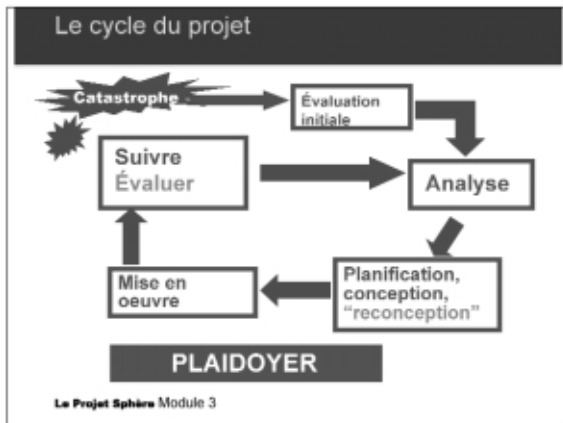 Le cycle du projet
Catastrophe
Évaluation
initiale
Suivre
Évaluer
Analyse
Mise en
oeuvre
Planification,
conception,
“reconception”
PLAIDOYER
Le Projet Sphère Module 3